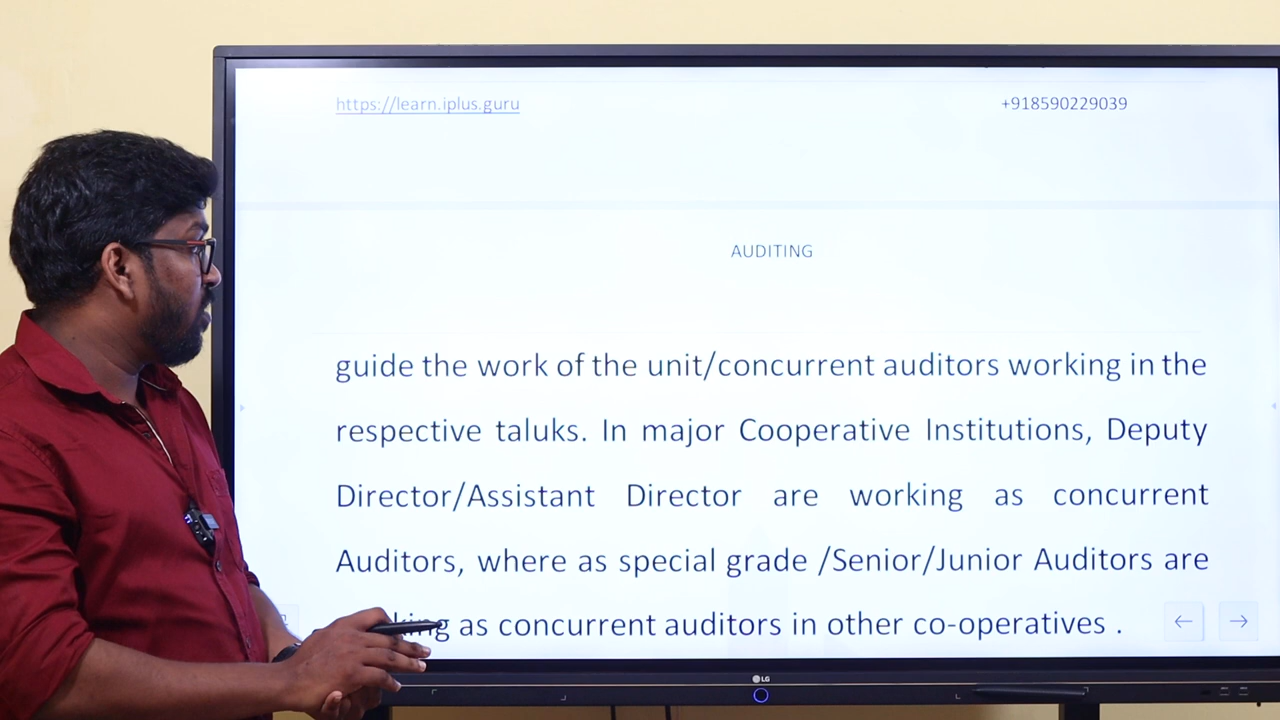 https://learn.iplus.guru +918590229039
AUDITING
guide the work of the unit/concurrent auditors working in the
respective taluks. In major Cooperative Institutions, Deputy
Director/Assistant Director are working as concurrent
Auditors, where as special grade /Senior/Junior Auditors are
as concurrent auditors in other co-operatives .
LG